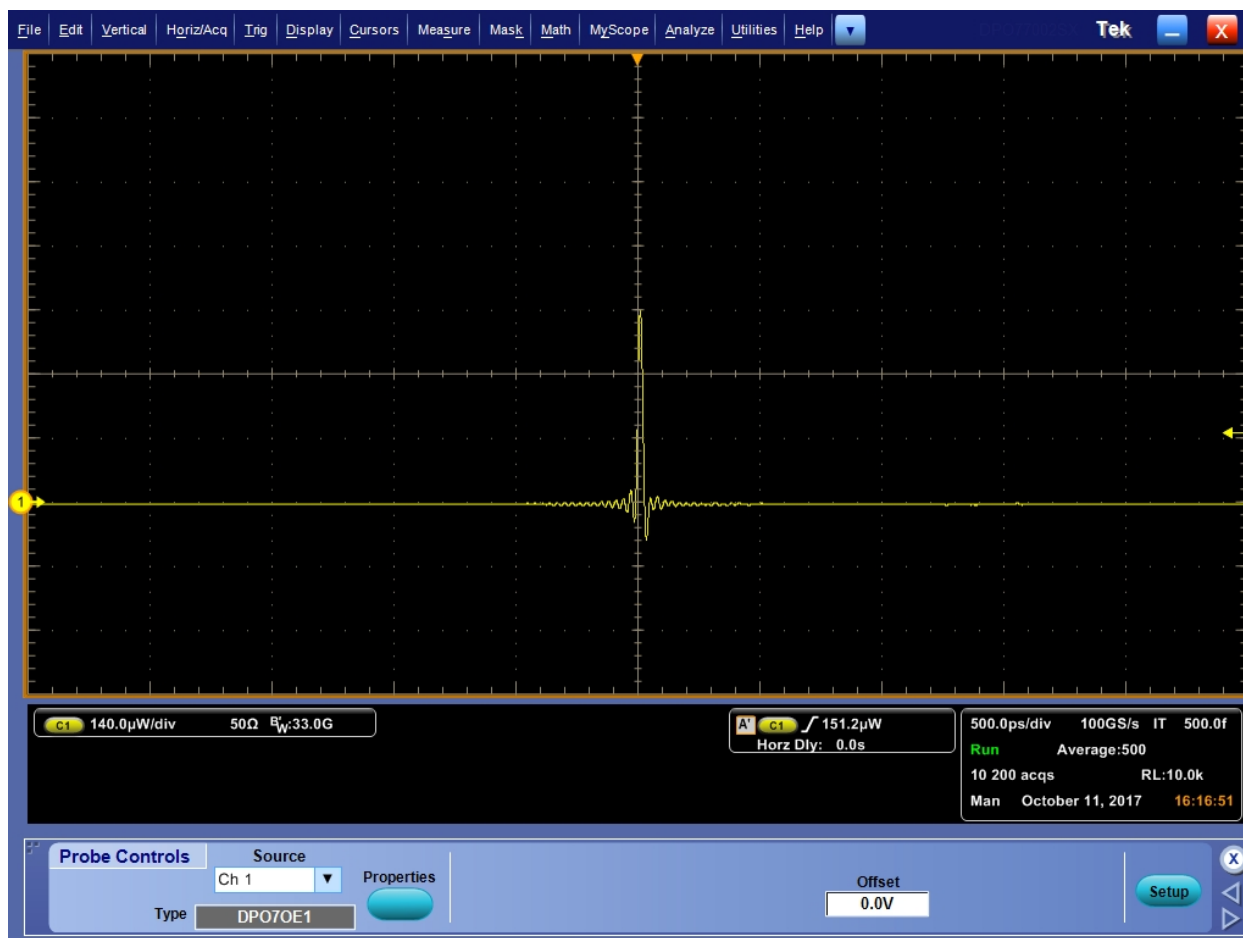 File Edit Vertical Horiz/Acq Trig Display Cursors Measure Mask Math MyScope Analyze Utilities Help Tek X
1
C1 140.0µW/div 50Ω BW:33.0G
A' C1 151.2µW
Horz Dly: 0.0s
500.0ps/div 100GS/s IT 500.0f
Run Average:500
10 200 acqs RL:10.0k
Man October 11, 2017 16:16:51
Probe Controls
Source
Ch 1
Properties
Type DPO7OE1
Offset
0.0V
Setup
X